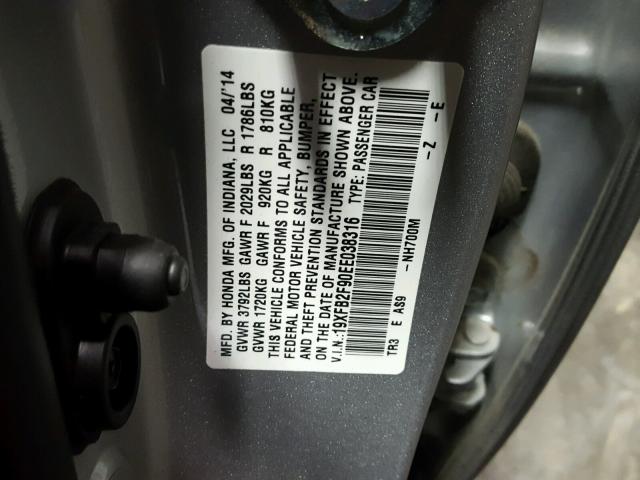 MFD. BY HONDA MFG. OF INDIANA, LLC 04/'14
GVWR 3792LBS GAWR F 2029LBS R 1786LBS
GVWR 1720KG GAWR F 920KG R 810KG
THIS VEHICLE CONFORMS TO ALL APPLICABLE
FEDERAL MOTOR VEHICLE SAFETY, BUMPER,
AND THEFT PREVENTION STANDARDS IN EFFECT
ON THE DATE OF MANUFACTURE SHOWN ABOVE.
V.I.N.:19XFB2F90EE038316 TYPE: PASSENGER CAR
TR3 E AS9 -NH700M -Z -E